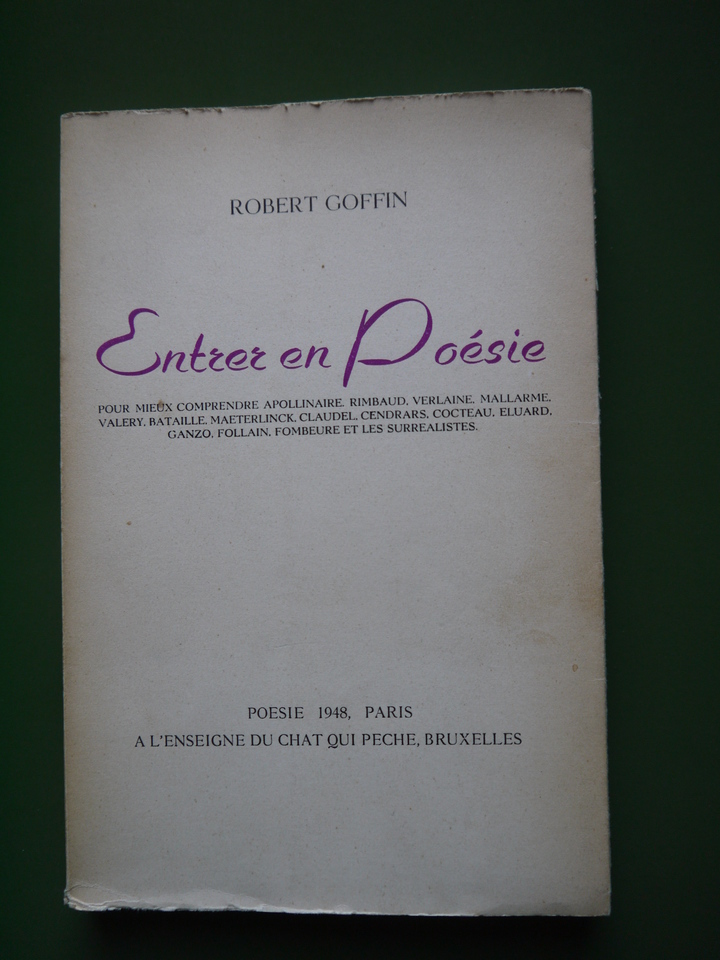 ROBERT GOFFIN
Entrer en Poésie
POUR MIEUX COMPRENDRE APOLLINAIRE, RIMBAUD, VERLAINE, MALLARME,
VALERY, BATAILLE, MAETERLINCK, CLAUDEL, CENDRARS, COCTEAU, ELUARD,
GANZO, FOLLAIN, FOMBEURE ET LES SURREALISTES.
POESIE 1948, PARIS
A L'ENSEIGNE DU CHAT QUI PECHE, BRUXELLES